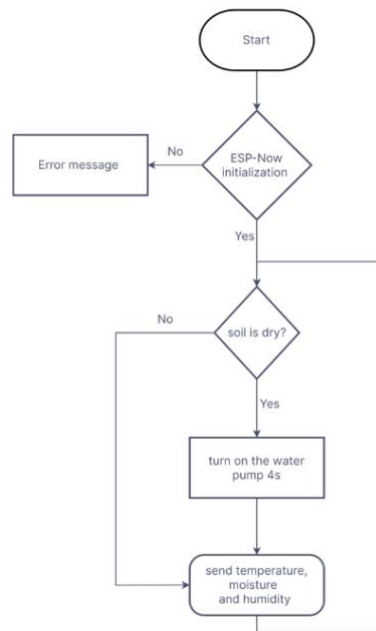 Start
ESP-Now
initialization
No
Error message
Yes
soil is dry?
No
Yes
turn on the water
pump 4s
send temperature,
moisture
and humidity